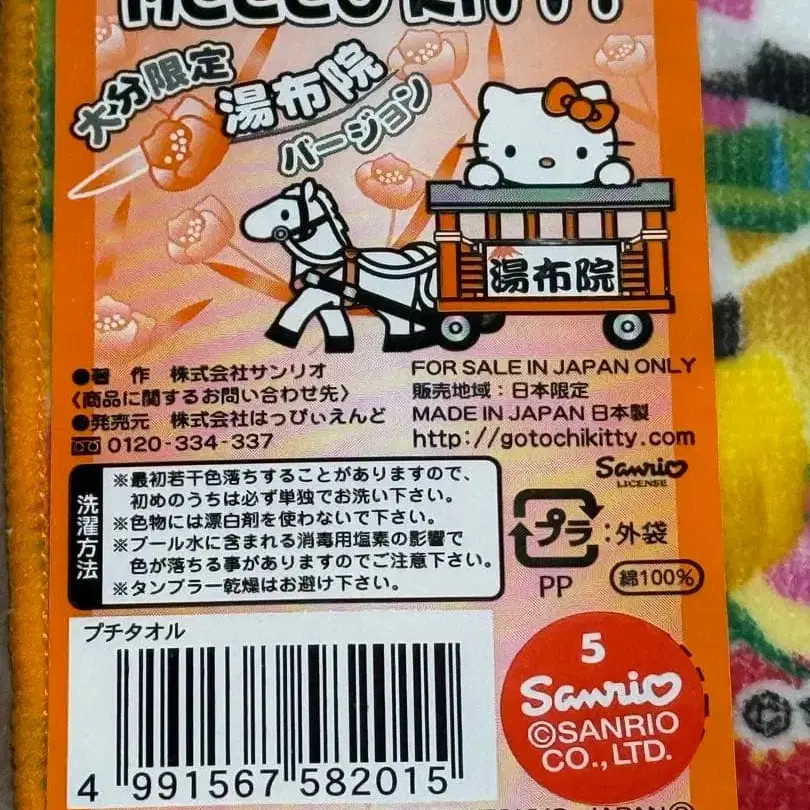 大分限定
湯布院
バージョン
湯布院
●著 作 株式会社サンリオ
〈商品に関するお問い合わせ先〉
●発売元 株式会社はっぴぃえんど
0120-334-337
FOR SALE IN JAPAN ONLY
販売地域：日本限定
MADE IN JAPAN 日本製
http://gotochikitty.com
Sanrio
LICENSE
洗濯方法
※最初若干色落ちすることがありますので、
初めのうちは必ず単独でお洗い下さい。
※色物には漂白剤を使わないで下さい。
※プール水に含まれる消毒用塩素の影響で
色が落ちる事がありますのでご注意下さい。
※タンブラー乾燥はお避け下さい。
プラ：外袋
PP
綿100%
プチタオル
4 991567 582015
5
Sanrio
©SANRIO
CO.,LTD.